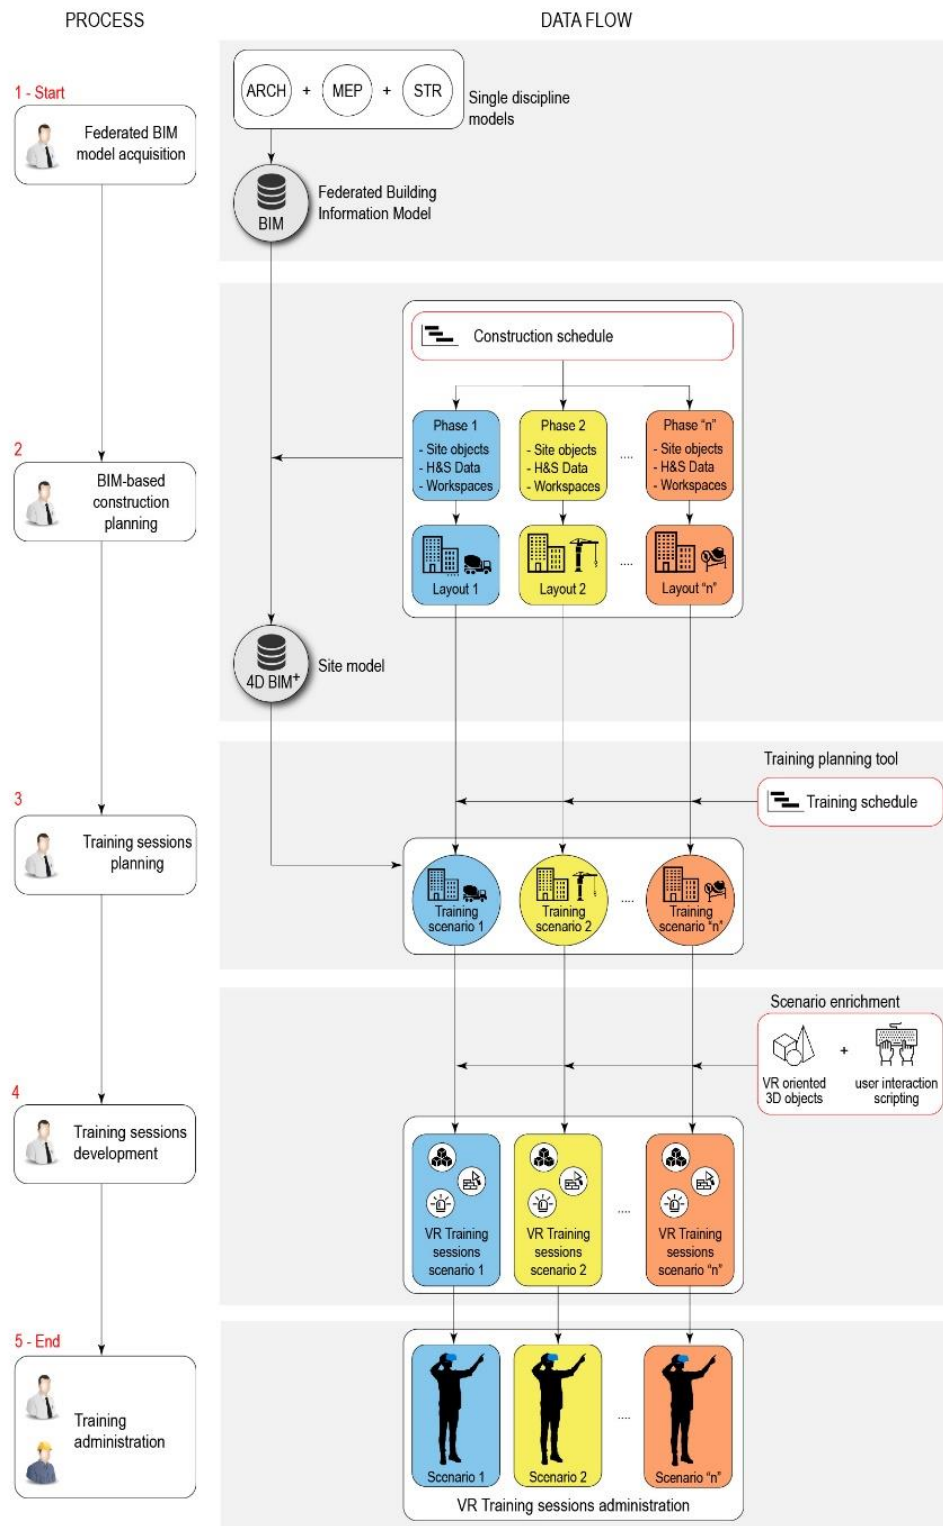 PROCESS
DATA FLOW
1 - Start
Federated BIM
model acquisition
ARCH + MEP + STR
Single discipline
models
BIM
Federated Building
Information Model
2
BIM-based
construction
planning
Construction schedule
Phase 1
- Site objects
- H&S Data
- Workspaces
Phase 2
- Site objects
- H&S Data
- Workspaces
....
Phase “n”
- Site objects
- H&S Data
- Workspaces
Layout 1
Layout 2
....
Layout “n”
4D BIM+
Site model
3
Training sessions
planning
Training planning tool
Training schedule
Training
scenario 1
Training
scenario 2
....
Training
scenario “n”
4
Training sessions
development
Scenario enrichment
VR oriented
3D objects
+
user interaction
scripting
VR Training
sessions
scenario 1
VR Training
sessions
scenario 2
....
VR Training
sessions
scenario “n”
5 - End
Training
administration
Scenario 1
Scenario 2
....
Scenario “n”
VR Training sessions administration